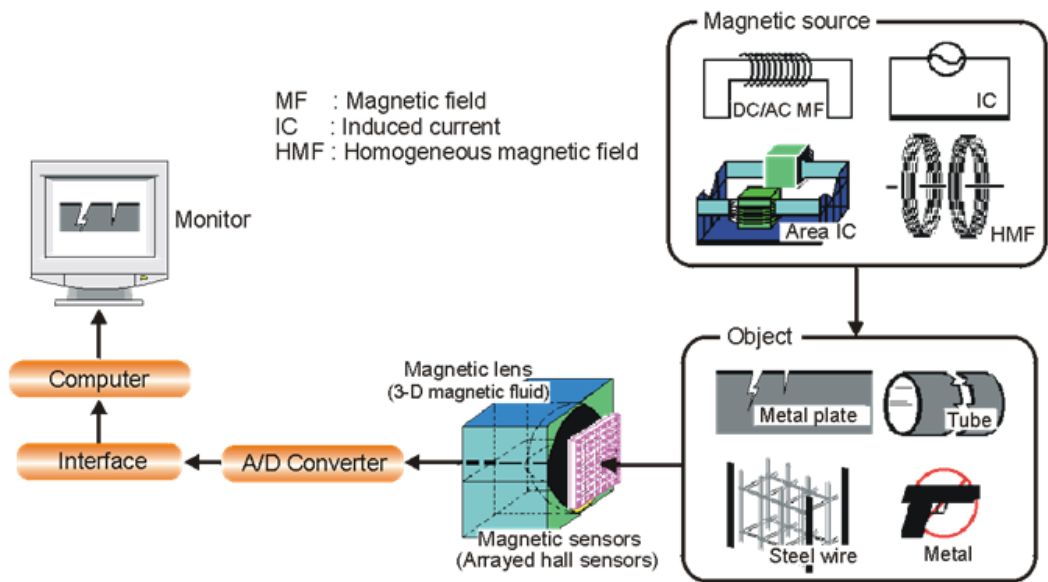 Magnetic source
DC/AC MF
IC
Area IC
HMF
MF : Magnetic field
IC : Induced current
HMF : Homogeneous magnetic field
Monitor
Computer
Interface
A/D Converter
Magnetic lens
(3-D magnetic fluid)
Magnetic sensors
(Arrayed hall sensors)
Object
Metal plate
Tube
Steel wire
Metal